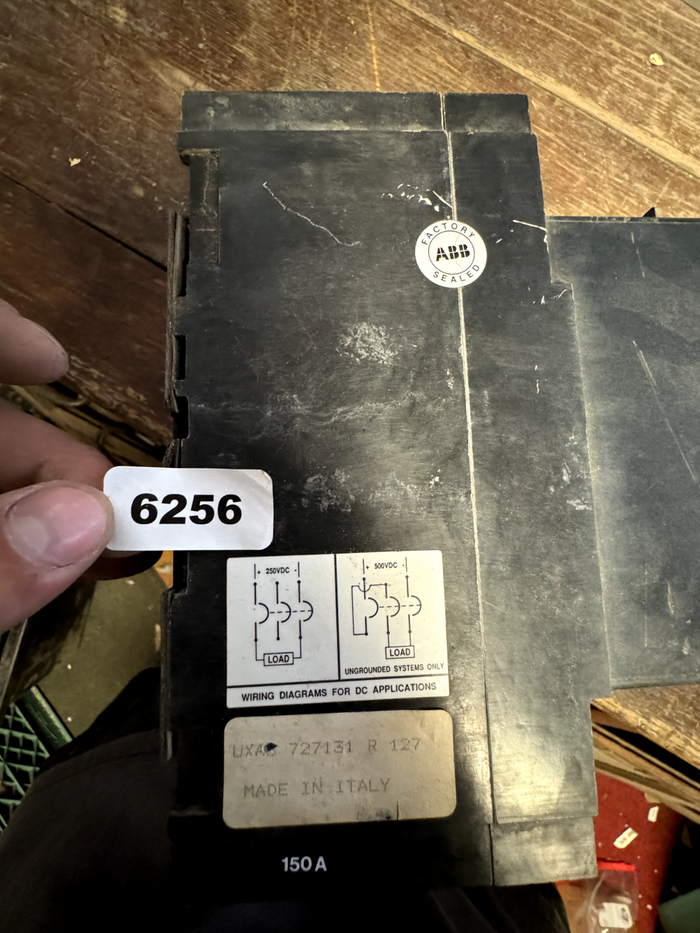 FACTORY
ABB
SEALED
6256
+ 250VDC -
+ 500VDC -
LOAD
LOAD
UNGROUNDED SYSTEMS ONLY
WIRING DIAGRAMS FOR DC APPLICATIONS
727131 R 127
MADE IN ITALY
150A